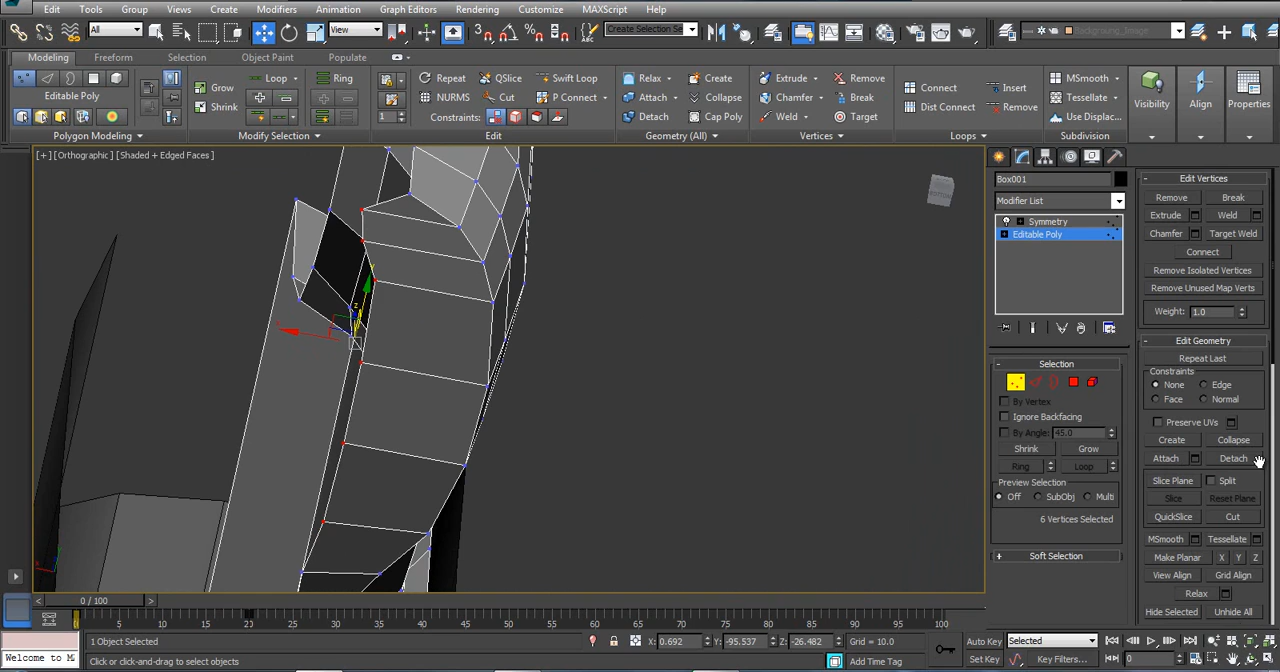 Edit Tools Group Views Create Modifiers Animation Graph Editors Rendering Customize MAXScript Help
All View Create Selection Se
Modeling Freeform Selection Object Paint Populate
Grow Loop Ring Repeat QSlice Swift Loop Relax Create Extrude Remove Connect Insert MSmooth
Editable Poly Shrink NURMS Cut P Connect Attach Collapse Chamfer Break Dist Connect Remove Tessellate Visibility Align Properties
1 Constraints: Detach Cap Poly Weld Target Use Displac...
Polygon Modeling Modify Selection Edit Geometry (All) Vertices Loops Subdivision
[+] [Orthographic] [Shaded + Edged Faces]
BOTTOM
Box001
Modifier List
Symmetry
Editable Poly
Selection
By Vertex
Ignore Backfacing
By Angle: 45.0
Shrink Grow
Ring Loop
Preview Selection
Off SubObj Multi
6 Vertices Selected
Soft Selection
Edit Vertices
Remove Break
Extrude Weld
Chamfer Target Weld
Connect
Remove Isolated Vertices
Remove Unused Map Verts
Weight: 1.0
Edit Geometry
Repeat Last
Constraints
None Edge
Face Normal
Preserve UVs
Create Collapse
Attach Detach
Slice Plane Split
Slice Reset Plane
QuickSlice Cut
MSmooth Tessellate
Make Planar X Y Z
View Align Grid Align
Relax
Hide Selected Unhide All
0 / 100
0 5 10 15 20 25 30 35 40 45 50 55 60 65 70 75 80 85 90 95 100
1 Object Selected X: 0.692 Y: -95.537 Z: -26.482 Grid = 10.0 Auto Key Selected
Welcome to M Click and drag to select objects Add Time Tag Set Key Key Filters... 0